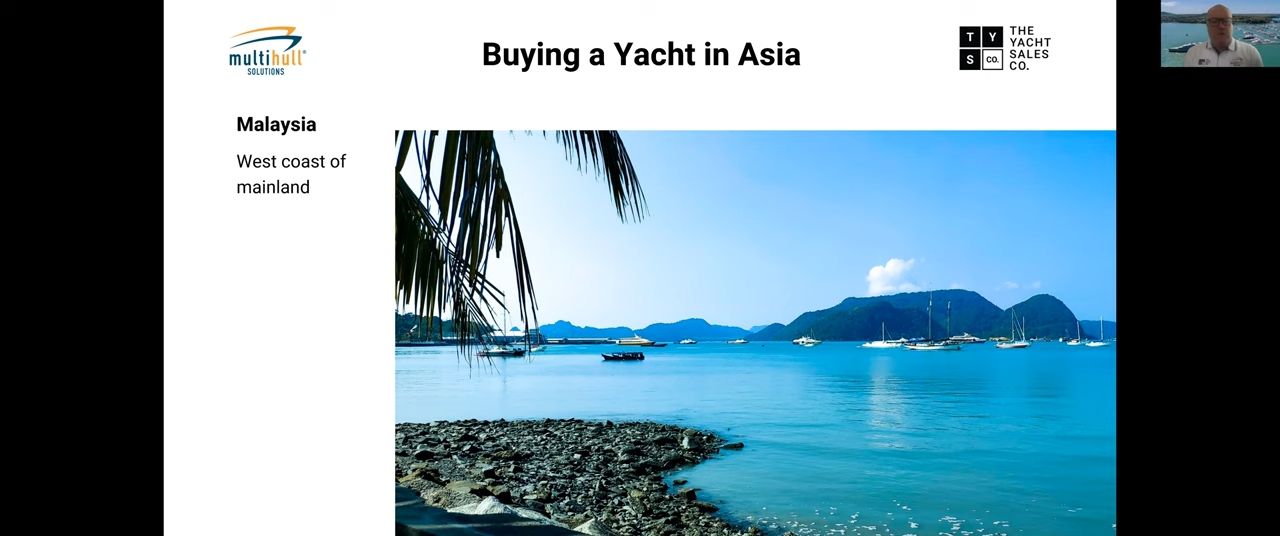 multihull®
SOLUTIONS
Buying a Yacht in Asia
T Y
S CO.
THE
YACHT
SALES
CO.
Malaysia
West coast of
mainland